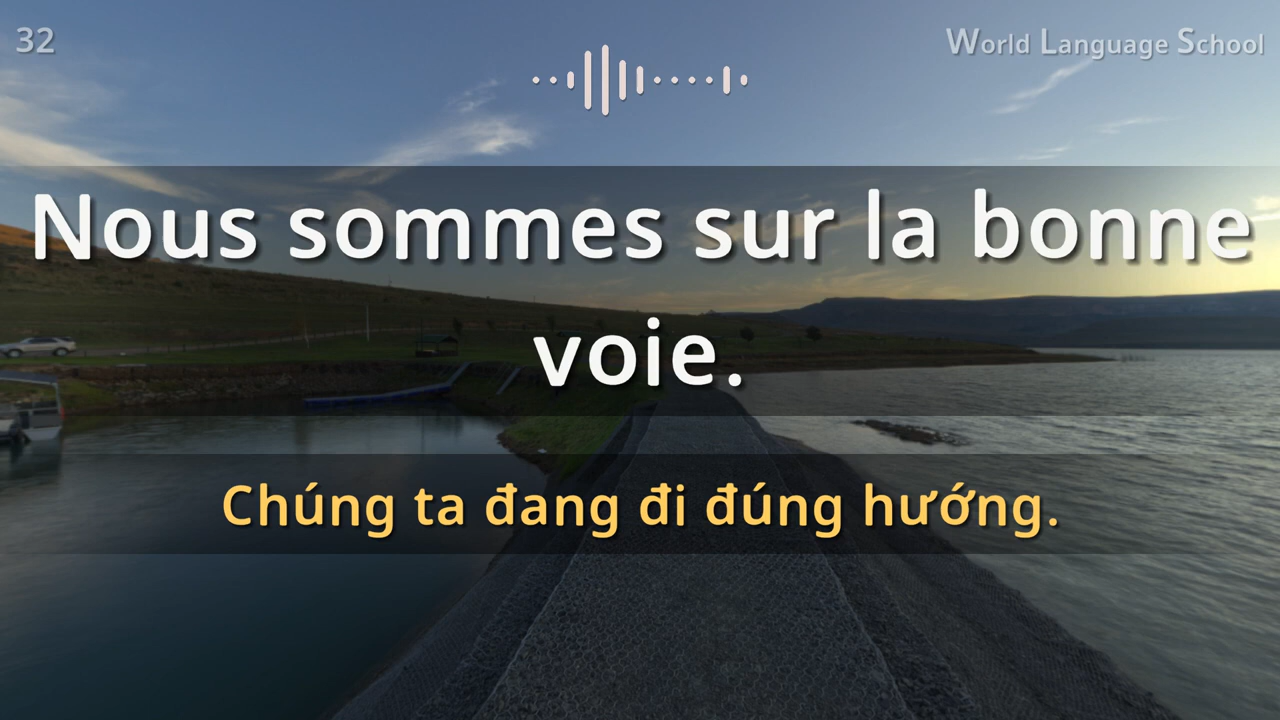 32
World Language School
Nous sommes sur la bonne
voie.
Chúng ta đang đi đúng hướng.